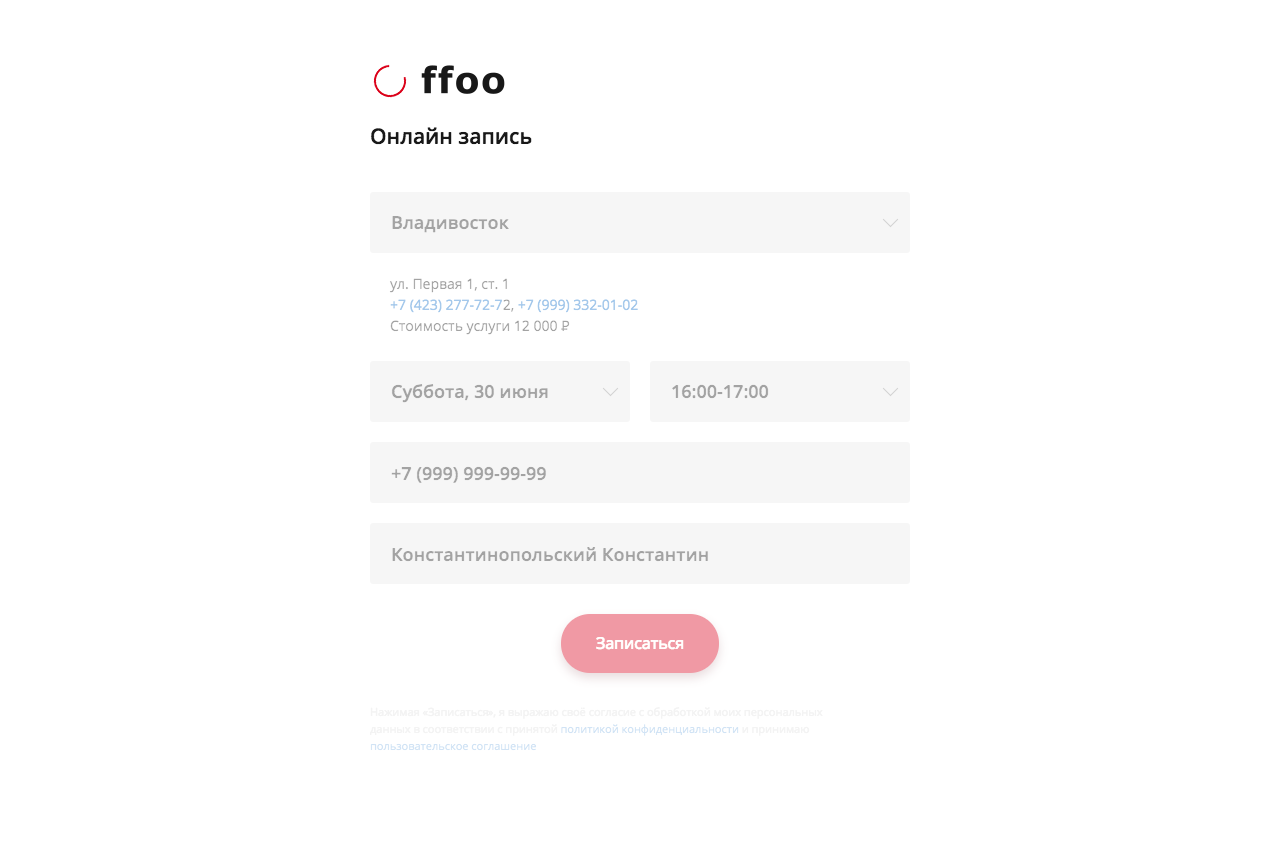 ffoo
Онлайн запись
Владивосток
ул. Первая 1, ст. 1
+7 (423) 277-72-72, +7 (999) 332-01-02
Стоимость услуги 12 000 ₽
Суббота, 30 июня
16:00-17:00
+7 (999) 999-99-99
Константинопольский Константин
Записаться
Нажимая «Записаться», я выражаю своё согласие с обработкой моих персональных
данных в соответствии с принятой политикой конфиденциальности и принимаю
пользовательское соглашение